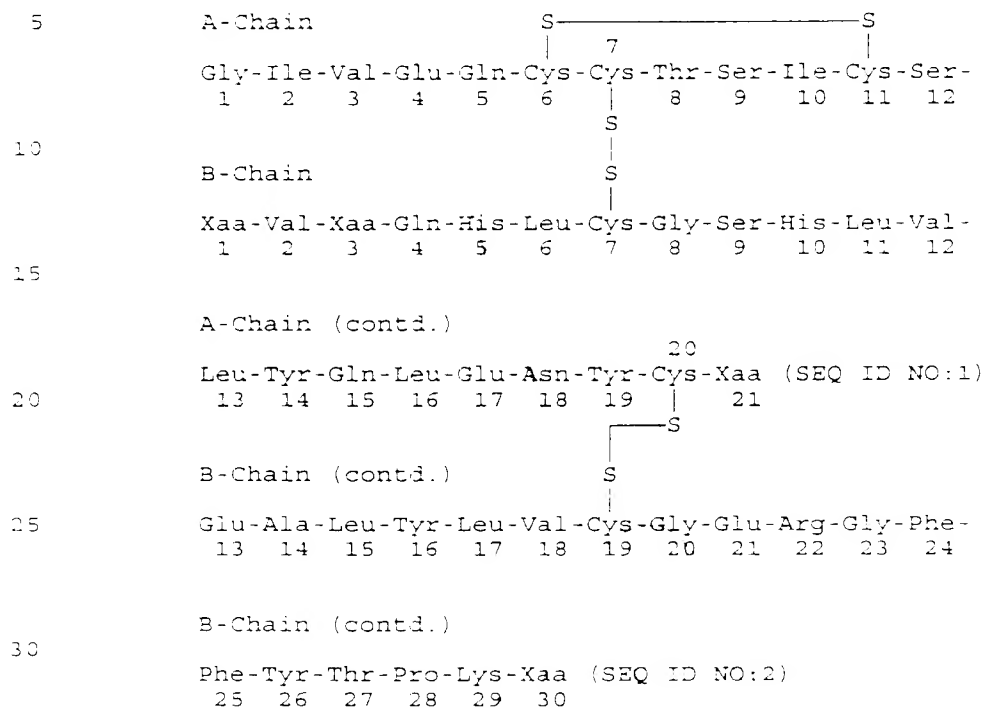 5 A-Chain S S
7
Gly-Ile-Val-Glu-Gln-Cys-Cys-Thr-Ser-Ile-Cys-Ser-
1 2 3 4 5 6 8 9 10 11 12
S
10
B-Chain S
Xaa-Val-Xaa-Gln-His-Leu-Cys-Gly-Ser-His-Leu-Val-
1 2 3 4 5 6 7 8 9 10 11 12
15
A-Chain (contd.)
20
Leu-Tyr-Gln-Leu-Glu-Asn-Tyr-Cys-Xaa (SEQ ID NO:1)
20 13 14 15 16 17 18 19 21
S
B-Chain (contd.) S
25 Glu-Ala-Leu-Tyr-Leu-Val-Cys-Gly-Glu-Arg-Gly-Phe-
13 14 15 16 17 18 19 20 21 22 23 24
B-Chain (contd.)
30
Phe-Tyr-Thr-Pro-Lys-Xaa (SEQ ID NO:2)
25 26 27 28 29 30